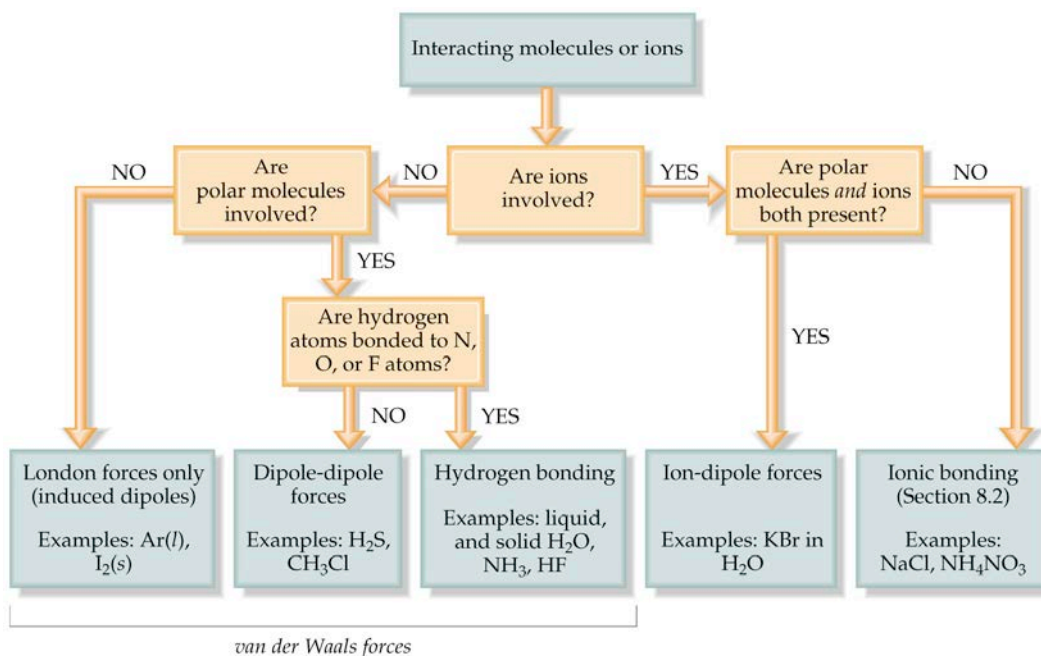 Interacting molecules or ions
NO
Are
polar molecules
involved?
NO
Are ions
involved?
YES
Are polar
molecules and ions
both present?
NO
YES
Are hydrogen
atoms bonded to N,
O, or F atoms?
YES
NO
YES
London forces only
(induced dipoles)
Examples: Ar(l),
I₂(s)
Dipole-dipole
forces
Examples: H₂S,
CH₃Cl
Hydrogen bonding
Examples: liquid,
and solid H₂O,
NH₃, HF
Ion-dipole forces
Examples: KBr in
H₂O
Ionic bonding
(Section 8.2)
Examples:
NaCl, NH₄NO₃
van der Waals forces